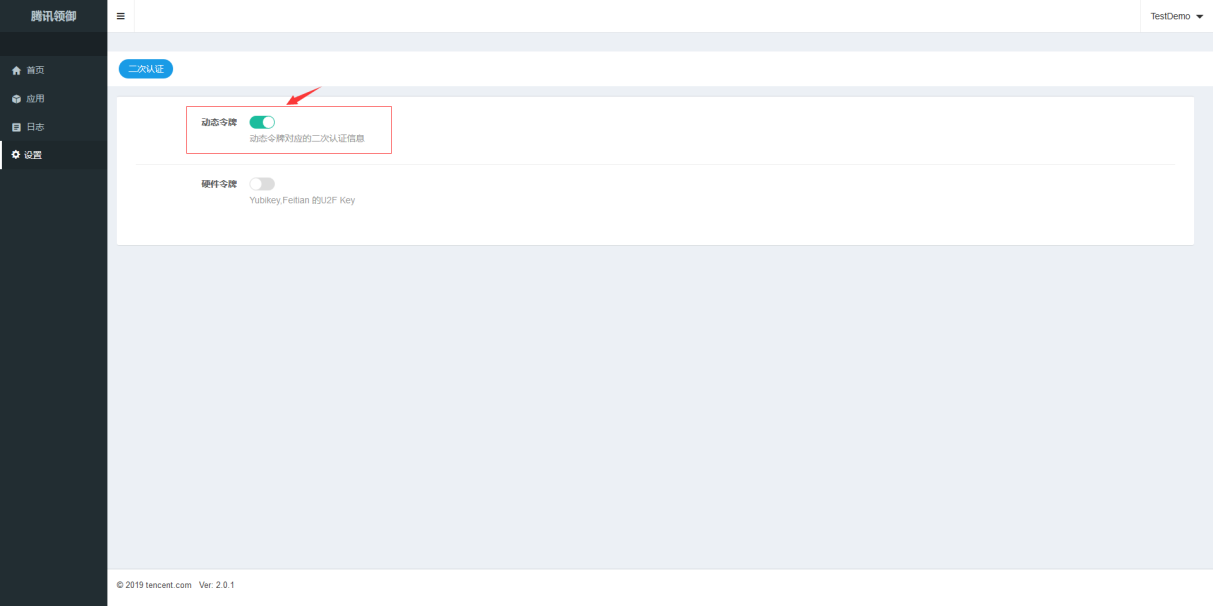 腾讯领御
TestDemo
首页
应用
日志
设置
二次认证
动态令牌
动态令牌对应的二次认证信息
硬件令牌
Yubikey,Feitian 的U2F Key
© 2019 tencent.com Ver: 2.0.1